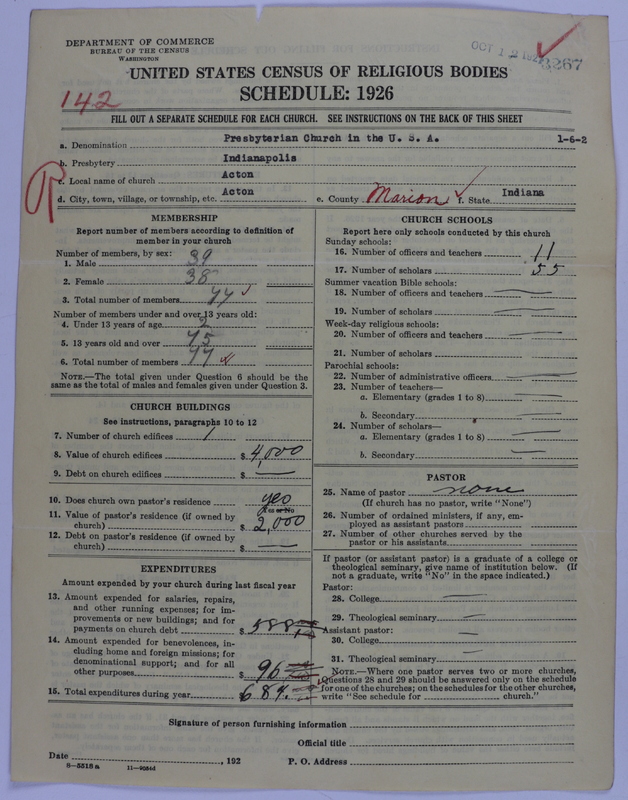 DEPARTMENT OF COMMERCE
BUREAU OF THE CENSUS
WASHINGTON
OCT 12
3267
UNITED STATES CENSUS OF RELIGIOUS BODIES
SCHEDULE: 1926
142
FILL OUT A SEPARATE SCHEDULE FOR EACH CHURCH. SEE INSTRUCTIONS ON THE BACK OF THIS SHEET
a. Denomination Presbyterian Church in the U. S. A. 1-6-2
b. Presbytery Indianapolis
c. Local name of church Acton
d. City, town, village, or township, etc. Acton e. County Marion f. State Indiana
MEMBERSHIP
Report number of members according to definition of
member in your church
Number of members, by sex:
1. Male 39
2. Female 38
3. Total number of members 77
Number of members under and over 13 years old:
4. Under 13 years of age 2
5. 13 years old and over 75
6. Total number of members 77
NOTE.—The total given under Question 6 should be the
same as the total of males and females given under Question 3.
CHURCH BUILDINGS
See instructions, paragraphs 10 to 12
7. Number of church edifices 1
8. Value of church edifices $ 4,000
9. Debt on church edifices $ —
10. Does church own pastor's residence yes
Yes or No
11. Value of pastor's residence (if owned by
church) $ 2,000
12. Debt on pastor's residence (if owned by
church) $ —
EXPENDITURES
Amount expended by your church during last fiscal year
13. Amount expended for salaries, repairs,
and other running expenses; for im-
provements or new buildings; and for
payments on church debt $ 588
14. Amount expended for benevolences, in-
cluding home and foreign missions; for
denominational support; and for all
other purposes $ 96
15. Total expenditures during year 684.
CHURCH SCHOOLS
Report here only schools conducted by this church
Sunday schools:
16. Number of officers and teachers 11
17. Number of scholars 55
Summer vacation Bible schools:
18. Number of officers and teachers —
19. Number of scholars —
Week-day religious schools:
20. Number of officers and teachers —
21. Number of scholars —
Parochial schools:
22. Number of administrative officers —
23. Number of teachers—
a. Elementary (grades 1 to 8) —
b. Secondary —
24. Number of scholars—
a. Elementary (grades 1 to 8) —
b. Secondary —
PASTOR
25. Name of pastor none
(If church has no pastor, write "None")
26. Number of ordained ministers, if any, em-
ployed as assistant pastors
27. Number of other churches served by the
pastor or his assistants
If pastor (or assistant pastor) is a graduate of a college or
theological seminary, give name of institution below. (If
not a graduate, write "No" in the space indicated.)
Pastor:
28. College —
29. Theological seminary —
Assistant pastor:
30. College —
31. Theological seminary —
NOTE.—Where one pastor serves two or more churches,
Questions 28 and 29 should be answered only on the schedule
for one of the churches; on the schedules for the other churches,
write "See schedule for church."
Signature of person furnishing information
Official title
Date , 192 P. O. Address
8—5518a 11—9564d